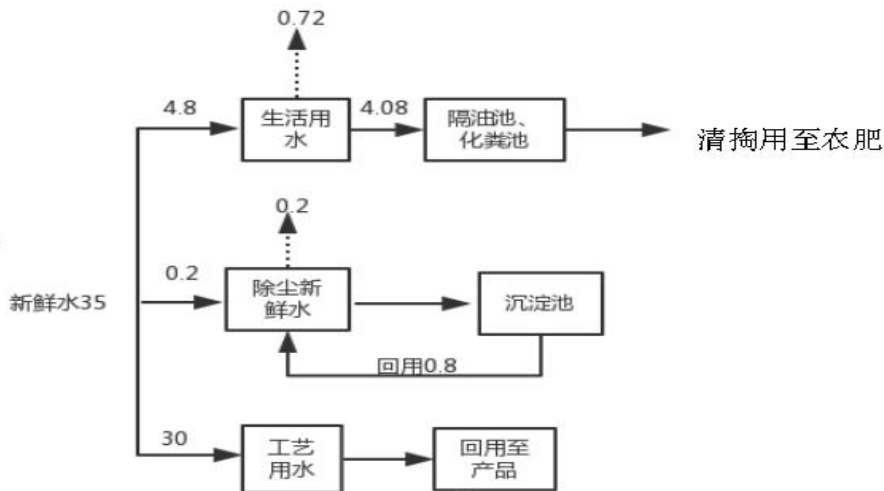 0.72
4.8
生活用
水
4.08
隔油池、
化粪池
清掏用至农肥
0.2
新鲜水35
0.2
除尘新
鲜水
沉淀池
回用0.8
30
工艺
用水
回用至
产品